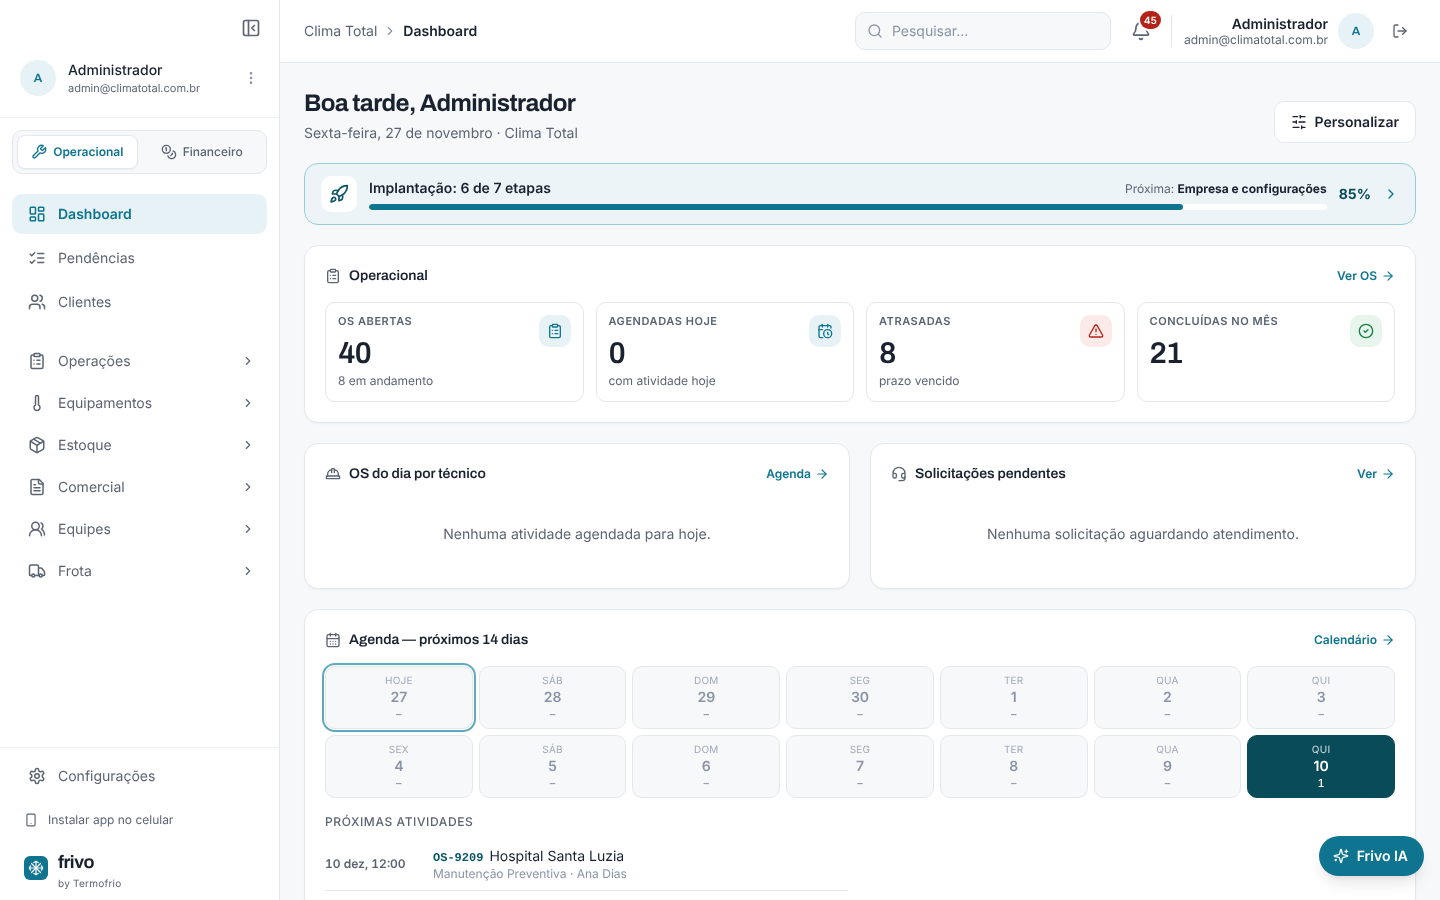 A
Administrador
admin@climatotal.com.br
Operacional
Financeiro
Dashboard
Pendências
Clientes
Operações
Equipamentos
Estoque
Comercial
Equipes
Frota
Configurações
Instalar app no celular
frivo
by Termofrio
Clima Total
Dashboard
Pesquisar...
45
Administrador
admin@climatotal.com.br
A
Boa tarde, Administrador
Sexta-feira, 27 de novembro · Clima Total
Personalizar
Implantação: 6 de 7 etapas
Próxima: Empresa e configurações
85%
Operacional
Ver OS
OS ABERTAS
40
8 em andamento
AGENDADAS HOJE
0
com atividade hoje
ATRASADAS
8
prazo vencido
CONCLUÍDAS NO MÊS
21
OS do dia por técnico
Agenda
Nenhuma atividade agendada para hoje.
Solicitações pendentes
Ver
Nenhuma solicitação aguardando atendimento.
Agenda — próximos 14 dias
Calendário
HOJE
27
–
SÁB
28
–
DOM
29
–
SEG
30
–
TER
1
–
QUA
2
–
QUI
3
–
SEX
4
–
SÁB
5
–
DOM
6
–
SEG
7
–
TER
8
–
QUA
9
–
QUI
10
1
PRÓXIMAS ATIVIDADES
10 dez, 12:00
OS-9209 Hospital Santa Luzia
Manutenção Preventiva · Ana Dias
Frivo IA